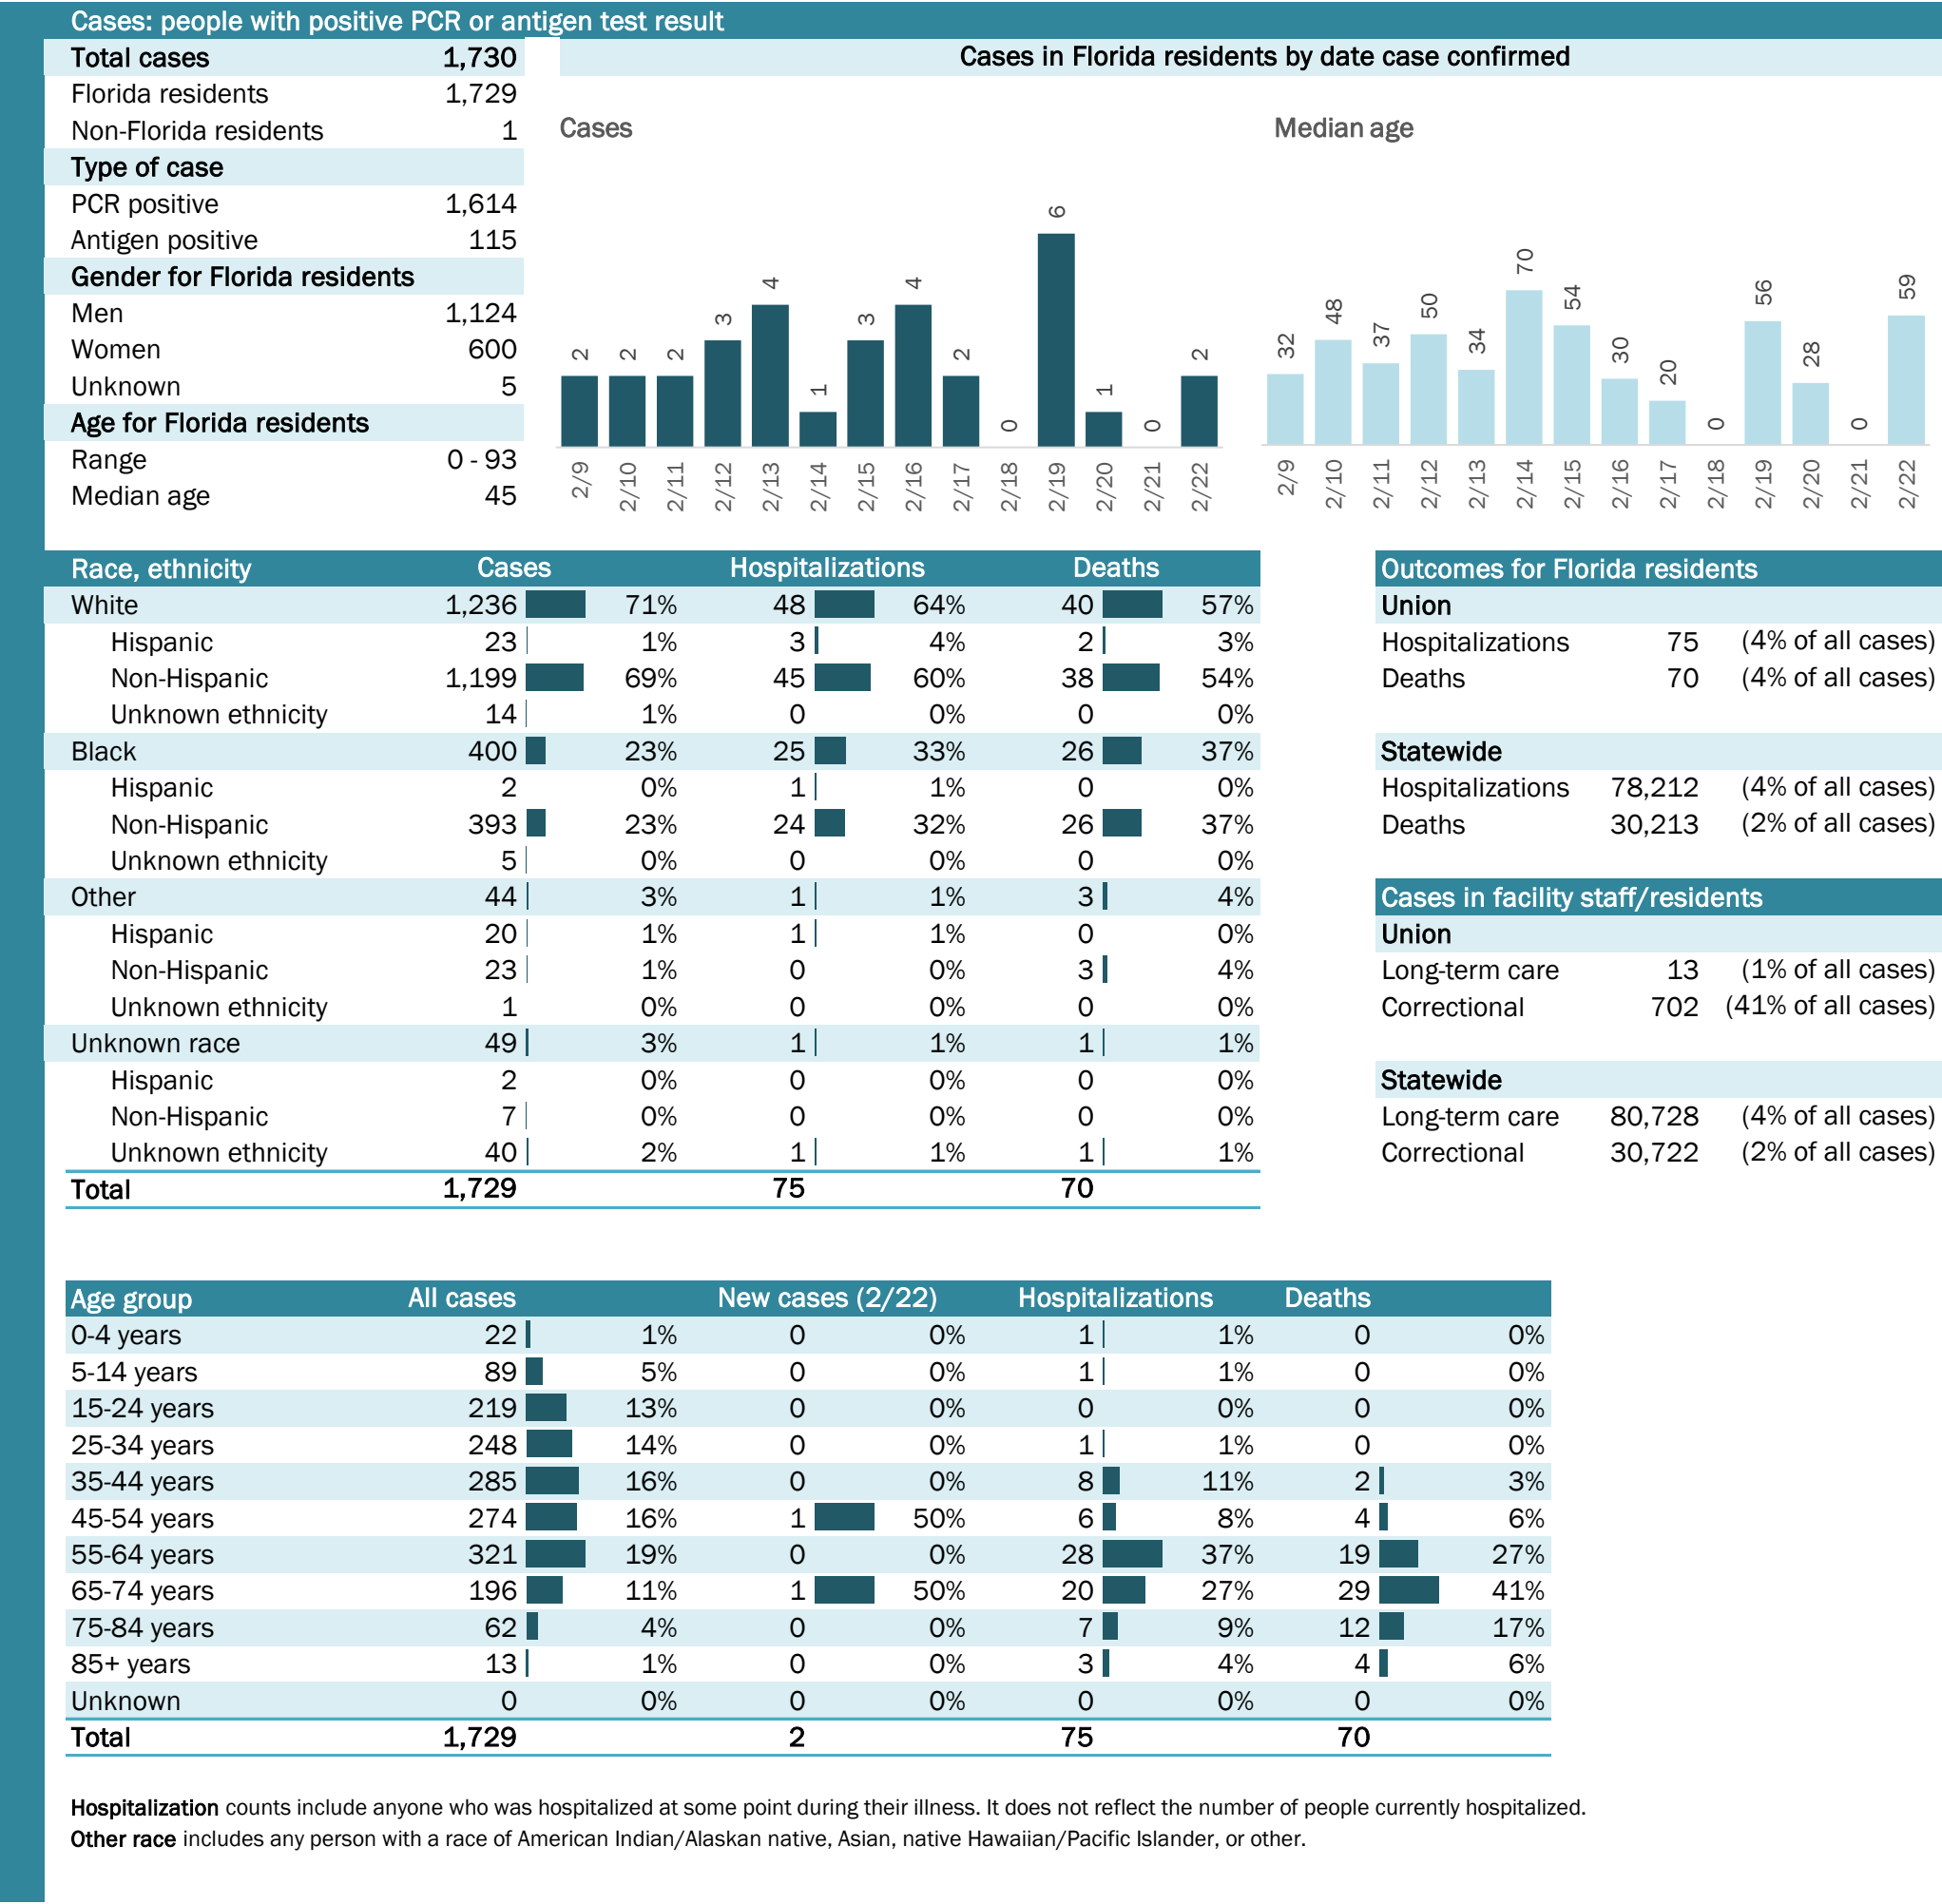 Cases: people with positive PCR or antigen test result
Total cases 1,730
Florida residents 1,729
Non-Florida residents 1
Type of case
PCR positive 1,614
Antigen positive 115
Gender for Florida residents
Men 1,124
Women 600
Unknown 5
Age for Florida residents
Range 0 - 93
Median age 45
Cases in Florida residents by date case confirmed
Cases
2 2 2 3 4 1 3 4 2 0 6 1 0 2
2/9 2/10 2/11 2/12 2/13 2/14 2/15 2/16 2/17 2/18 2/19 2/20 2/21 2/22
Median age
32 48 37 50 34 70 54 30 20 0 56 28 0 59
2/9 2/10 2/11 2/12 2/13 2/14 2/15 2/16 2/17 2/18 2/19 2/20 2/21 2/22
Race, ethnicity Cases Hospitalizations Deaths
White 1,236 71% 48 64% 40 57%
Hispanic 23 1% 3 4% 2 3%
Non-Hispanic 1,199 69% 45 60% 38 54%
Unknown ethnicity 14 1% 0 0% 0 0%
Black 400 23% 25 33% 26 37%
Hispanic 2 0% 1 1% 0 0%
Non-Hispanic 393 23% 24 32% 26 37%
Unknown ethnicity 5 0% 0 0% 0 0%
Other 44 3% 1 1% 3 4%
Hispanic 20 1% 1 1% 0 0%
Non-Hispanic 23 1% 0 0% 3 4%
Unknown ethnicity 1 0% 0 0% 0 0%
Unknown race 49 3% 1 1% 1 1%
Hispanic 2 0% 0 0% 0 0%
Non-Hispanic 7 0% 0 0% 0 0%
Unknown ethnicity 40 2% 1 1% 1 1%
Total 1,729 75 70
Outcomes for Florida residents
Union
Hospitalizations 75 (4% of all cases)
Deaths 70 (4% of all cases)
Statewide
Hospitalizations 78,212 (4% of all cases)
Deaths 30,213 (2% of all cases)
Cases in facility staff/residents
Union
Long-term care 13 (1% of all cases)
Correctional 702 (41% of all cases)
Statewide
Long-term care 80,728 (4% of all cases)
Correctional 30,722 (2% of all cases)
Age group All cases New cases (2/22) Hospitalizations Deaths
0-4 years 22 1% 0 0% 1 1% 0 0%
5-14 years 89 5% 0 0% 1 1% 0 0%
15-24 years 219 13% 0 0% 0 0% 0 0%
25-34 years 248 14% 0 0% 1 1% 0 0%
35-44 years 285 16% 0 0% 8 11% 2 3%
45-54 years 274 16% 1 50% 6 8% 4 6%
55-64 years 321 19% 0 0% 28 37% 19 27%
65-74 years 196 11% 1 50% 20 27% 29 41%
75-84 years 62 4% 0 0% 7 9% 12 17%
85+ years 13 1% 0 0% 3 4% 4 6%
Unknown 0 0% 0 0% 0 0% 0 0%
Total 1,729 2 75 70
Hospitalization counts include anyone who was hospitalized at some point during their illness. It does not reflect the number of people currently hospitalized.
Other race includes any person with a race of American Indian/Alaskan native, Asian, native Hawaiian/Pacific Islander, or other.